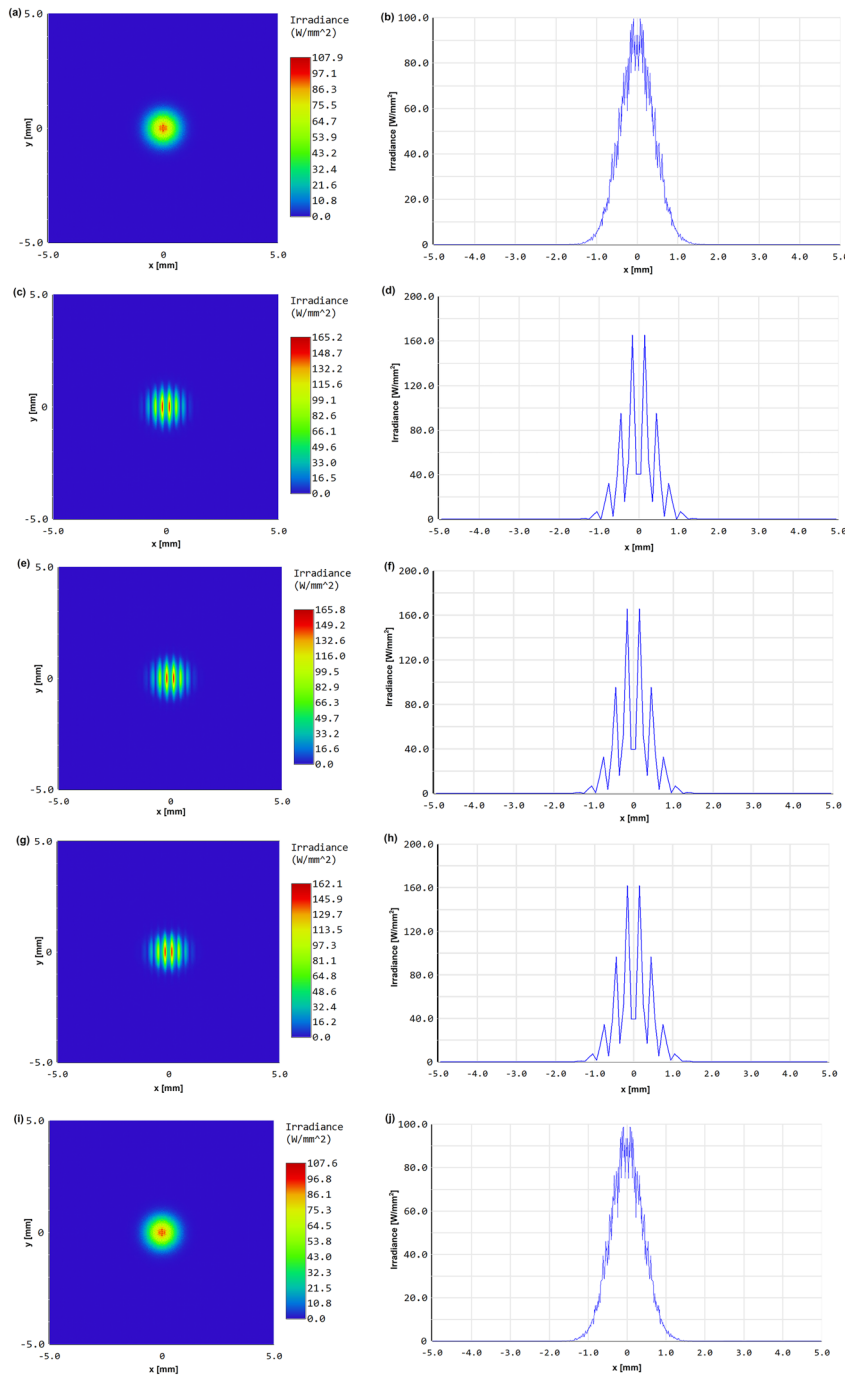 (a)
5.0
y [mm]
0
-5.0
-5.0
0
5.0
x [mm]
Irradiance
(W/mm^2)
107.9
97.1
86.3
75.5
64.7
53.9
43.2
32.4
21.6
10.8
0.0
(b)
100.0
80.0
60.0
40.0
20.0
0
Irradiance [W/mm²]
-5.0 -4.0 -3.0 -2.0 -1.0 0 1.0 2.0 3.0 4.0 5.0
x [mm]
(c)
5.0
y [mm]
0
-5.0
-5.0
0
5.0
x [mm]
Irradiance
(W/mm^2)
165.2
148.7
132.2
115.6
99.1
82.6
66.1
49.6
33.0
16.5
0.0
(d)
200.0
160.0
120.0
80.0
40.0
0
Irradiance [W/mm²]
-5.0 -4.0 -3.0 -2.0 -1.0 0 1.0 2.0 3.0 4.0 5.0
x [mm]
(e)
5.0
y [mm]
0
-5.0
-5.0
0
5.0
x [mm]
Irradiance
(W/mm^2)
165.8
149.2
132.6
116.0
99.5
82.9
66.3
49.7
33.2
16.6
0.0
(f)
200.0
160.0
120.0
80.0
40.0
0
Irradiance [W/mm²]
-5.0 -4.0 -3.0 -2.0 -1.0 0 1.0 2.0 3.0 4.0 5.0
x [mm]
(g)
5.0
y [mm]
0
-5.0
-5.0
0
5.0
x [mm]
Irradiance
(W/mm^2)
162.1
145.9
129.7
113.5
97.3
81.1
64.8
48.6
32.4
16.2
0.0
(h)
200.0
160.0
120.0
80.0
40.0
0
Irradiance [W/mm²]
-5.0 -4.0 -3.0 -2.0 -1.0 0 1.0 2.0 3.0 4.0 5.0
x [mm]
(i)
5.0
y [mm]
0
-5.0
-5.0
0
5.0
x [mm]
Irradiance
(W/mm^2)
107.6
96.8
86.1
75.3
64.5
53.8
43.0
32.3
21.5
10.8
0.0
(j)
100.0
80.0
60.0
40.0
20.0
0
Irradiance [W/mm²]
-5.0 -4.0 -3.0 -2.0 -1.0 0 1.0 2.0 3.0 4.0 5.0
x [mm]